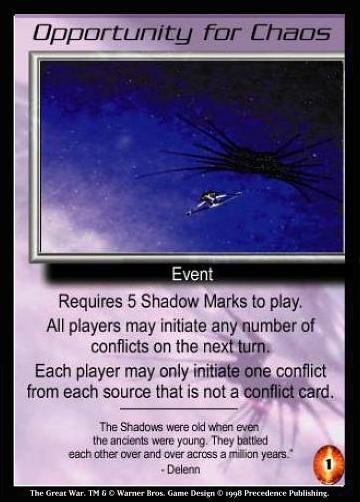 Opportunity for Chaos
Event
Requires 5 Shadow Marks to play.
All players may initiate any number of
conflicts on the next turn.
Each player may only initiate one conflict
from each source that is not a conflict card.
The Shadows were old when even
the ancients were young. They battled
each other over and over across a million years."
- Delenn
1
The Great War. TM & © Warner Bros. Game Design © 1998 Precedence Publishing.